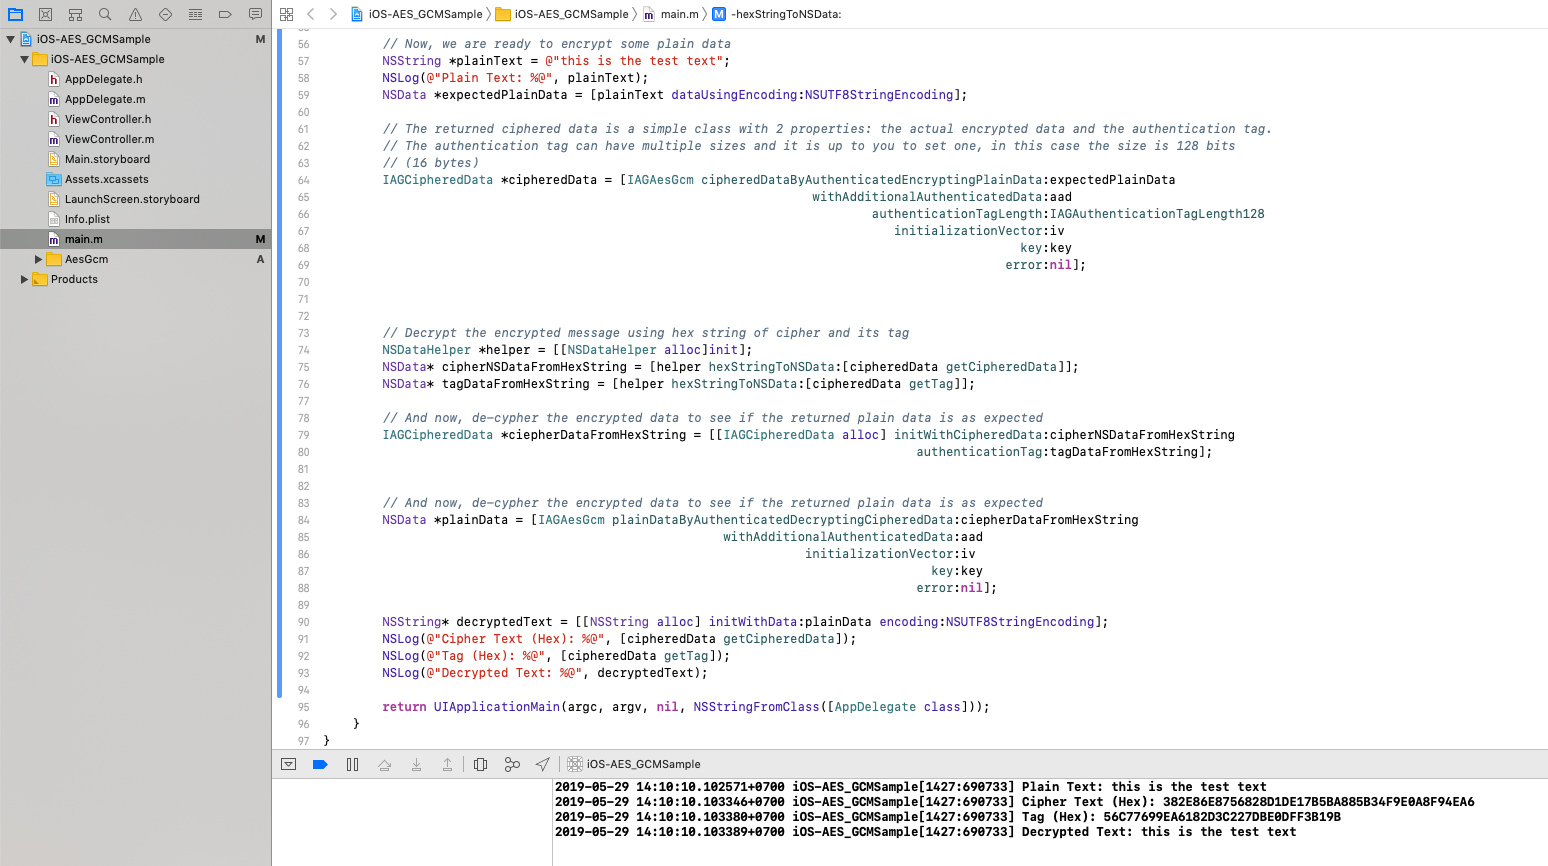 iOS-AES_GCMSample M
iOS-AES_GCMSample
h AppDelegate.h
m AppDelegate.m
h ViewController.h
m ViewController.m
Main.storyboard
Assets.xcassets
LaunchScreen.storyboard
Info.plist
m main.m M
AesGcm A
Products
iOS-AES_GCMSample 〉 iOS-AES_GCMSample 〉 m main.m 〉 M -hexStringToNSData:
56 // Now, we are ready to encrypt some plain data
57 NSString *plainText = @"this is the test text";
58 NSLog(@"Plain Text: %@", plainText);
59 NSData *expectedPlainData = [plainText dataUsingEncoding:NSUTF8StringEncoding];
60
61 // The returned ciphered data is a simple class with 2 properties: the actual encrypted data and the authentication tag.
62 // The authentication tag can have multiple sizes and it is up to you to set one, in this case the size is 128 bits
63 // (16 bytes)
64 IAGCipheredData *cipheredData = [IAGAesGcm cipheredDataByAuthenticatedEncryptingPlainData:expectedPlainData
65 withAdditionalAuthenticatedData:aad
66 authenticationTagLength:IAGAuthenticationTagLength128
67 initializationVector:iv
68 key:key
69 error:nil];
70
71
72
73 // Decrypt the encrypted message using hex string of cipher and its tag
74 NSDataHelper *helper = [[NSDataHelper alloc]init];
75 NSData* cipherNSDataFromHexString = [helper hexStringToNSData:[cipheredData getCipheredData]];
76 NSData* tagDataFromHexString = [helper hexStringToNSData:[cipheredData getTag]];
77
78 // And now, de-cypher the encrypted data to see if the returned plain data is as expected
79 IAGCipheredData *ciepherDataFromHexString = [[IAGCipheredData alloc] initWithCipheredData:cipherNSDataFromHexString
80 authenticationTag:tagDataFromHexString];
81
82
83 // And now, de-cypher the encrypted data to see if the returned plain data is as expected
84 NSData *plainData = [IAGAesGcm plainDataByAuthenticatedDecryptingCipheredData:ciepherDataFromHexString
85 withAdditionalAuthenticatedData:aad
86 initializationVector:iv
87 key:key
88 error:nil];
89
90 NSString* decryptedText = [[NSString alloc] initWithData:plainData encoding:NSUTF8StringEncoding];
91 NSLog(@"Cipher Text (Hex): %@", [cipheredData getCipheredData]);
92 NSLog(@"Tag (Hex): %@", [cipheredData getTag]);
93 NSLog(@"Decrypted Text: %@", decryptedText);
94
95 return UIApplicationMain(argc, argv, nil, NSStringFromClass([AppDelegate class]));
96 }
97 }
iOS-AES_GCMSample
2019-05-29 14:10:10.102571+0700 iOS-AES_GCMSample[1427:690733] Plain Text: this is the test text
2019-05-29 14:10:10.103346+0700 iOS-AES_GCMSample[1427:690733] Cipher Text (Hex): 382E86E8756828D1DE17B5BA885B34F9E0A8F94EA6
2019-05-29 14:10:10.103380+0700 iOS-AES_GCMSample[1427:690733] Tag (Hex): 56C77699EA6182D3C227DBE0DFF3B19B
2019-05-29 14:10:10.103389+0700 iOS-AES_GCMSample[1427:690733] Decrypted Text: this is the test text